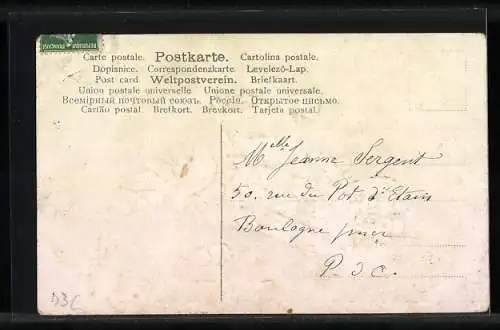 Carte postale. Postkarte. Cartolina postale.
Dopisnice. Correspondenzkarte. Levelező-Lap.
Post card Weltpostverein. Briefkaart.
Union postale universelle Unione postale universale.
Всемірный почтовый союзъ. Россія. Открытое письмо.
Cartão postal. Brefkort. Brevkort. Tarjeta postal.
Melle Jeanne Sergent
50, rue du Pot d'Etain
Boulogne s/mer
P. d C.